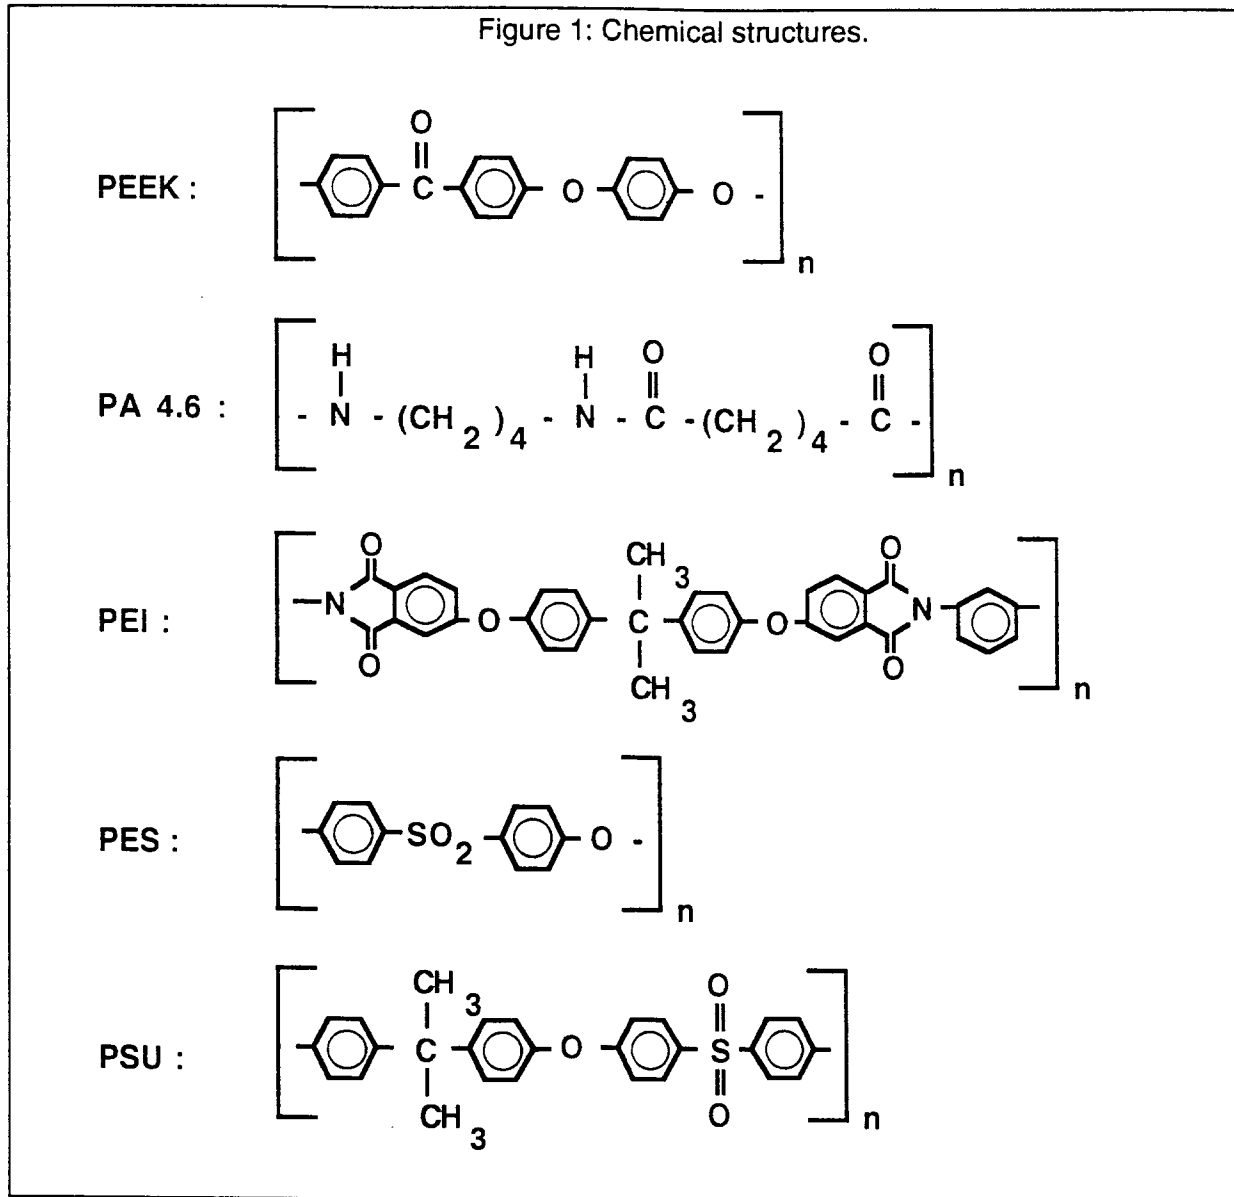 Figure 1: Chemical structures.
O
PEEK : C O O n
H H O O
PA 4.6 : - N - (CH 2 )4 - N - C -(CH 2 )4 - C - n
O CH 3 O
PEI : N O C O N n
O CH 3 O
PES : SO2 O - n
CH 3 O
PSU : C O S n
CH 3 O